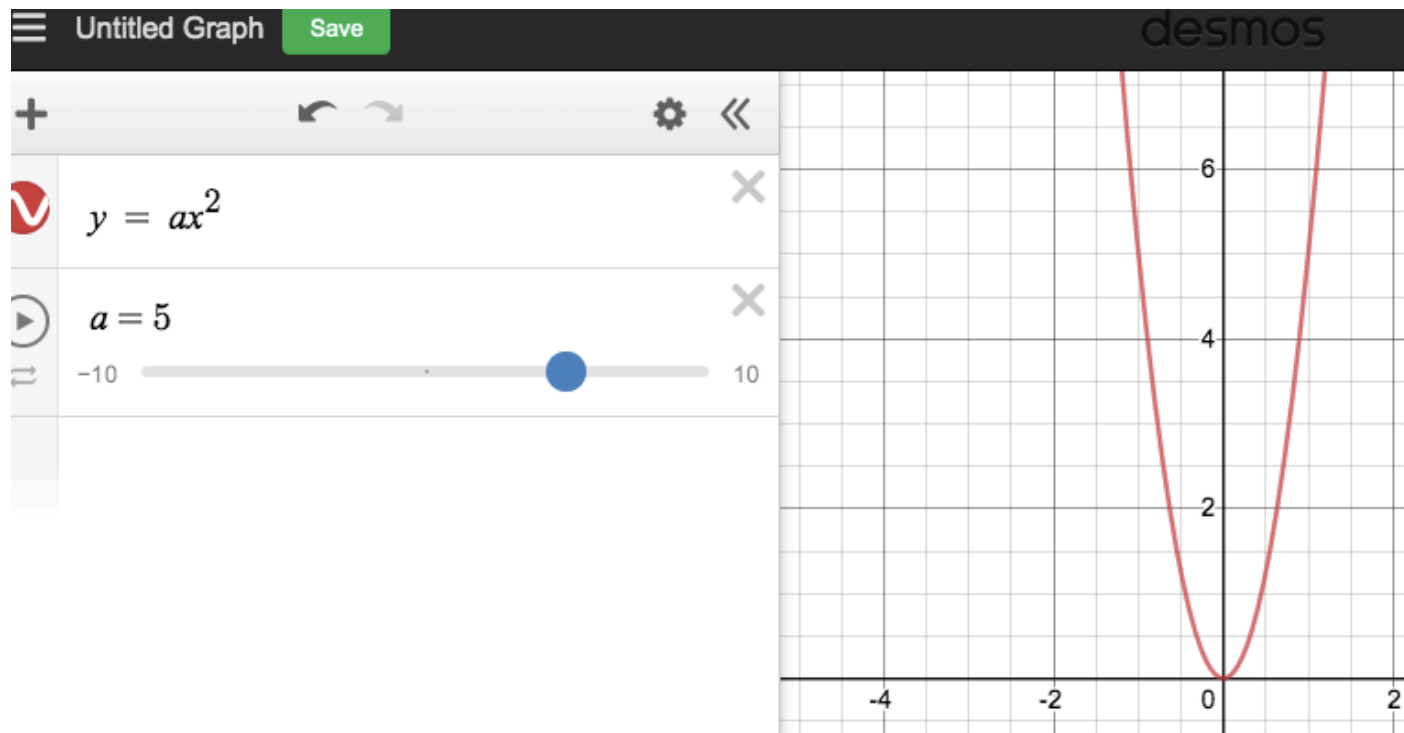 Untitled Graph Save desmos
y = ax²
a = 5
−10 10
6
4
2
-4 -2 0 2